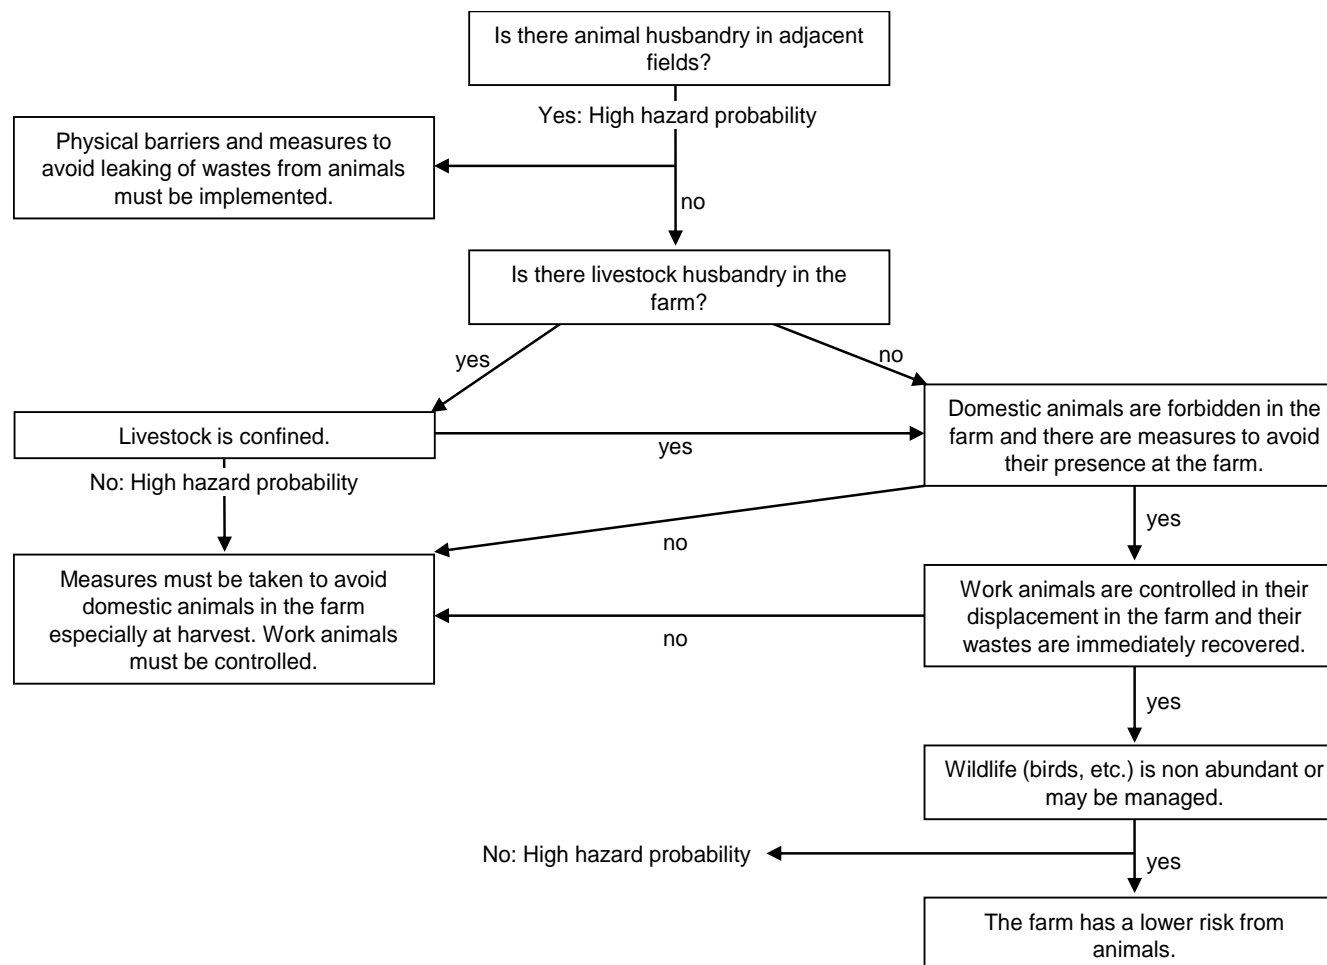 Is there animal husbandry in adjacent
fields?
Yes: High hazard probability
Physical barriers and measures to
avoid leaking of wastes from animals
must be implemented.
no
Is there livestock husbandry in the
farm?
yes
no
Livestock is confined.
yes
Domestic animals are forbidden in the
farm and there are measures to avoid
their presence at the farm.
No: High hazard probability
no
yes
Measures must be taken to avoid
domestic animals in the farm
especially at harvest. Work animals
must be controlled.
no
Work animals are controlled in their
displacement in the farm and their
wastes are immediately recovered.
yes
Wildlife (birds, etc.) is non abundant or
may be managed.
No: High hazard probability
yes
The farm has a lower risk from
animals.